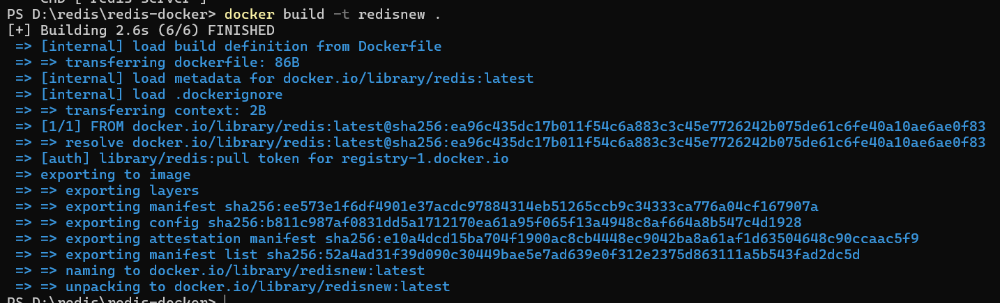 CMD [ "redis-server" ]
PS D:\redis\redis-docker> docker build -t redisnew .
[+] Building 2.6s (6/6) FINISHED
=> [internal] load build definition from Dockerfile
=> => transferring dockerfile: 86B
=> [internal] load metadata for docker.io/library/redis:latest
=> [internal] load .dockerignore
=> => transferring context: 2B
=> [1/1] FROM docker.io/library/redis:latest@sha256:ea96c435dc17b011f54c6a883c3c45e7726242b075de61c6fe40a10ae6ae0f83
=> => resolve docker.io/library/redis:latest@sha256:ea96c435dc17b011f54c6a883c3c45e7726242b075de61c6fe40a10ae6ae0f83
=> [auth] library/redis:pull token for registry-1.docker.io
=> exporting to image
=> => exporting layers
=> => exporting manifest sha256:ee573e1f6df4901e37acdc97884314eb51265ccb9c34333ca776a04cf167907a
=> => exporting config sha256:b811c987af0831dd5a1712170ea61a95f065f13a4948c8af664a8b547c4d1928
=> => exporting attestation manifest sha256:e10a4dcd15ba704f1900ac8cb4448ec9042ba8a61af1d63504648c90ccaac5f9
=> => exporting manifest list sha256:52a4ad31f39d090c30449bae5e7ad639e0f312e2375d863111a5b543fad2dc5d
=> => naming to docker.io/library/redisnew:latest
=> => unpacking to docker.io/library/redisnew:latest
PS D:\redis\redis-docker>